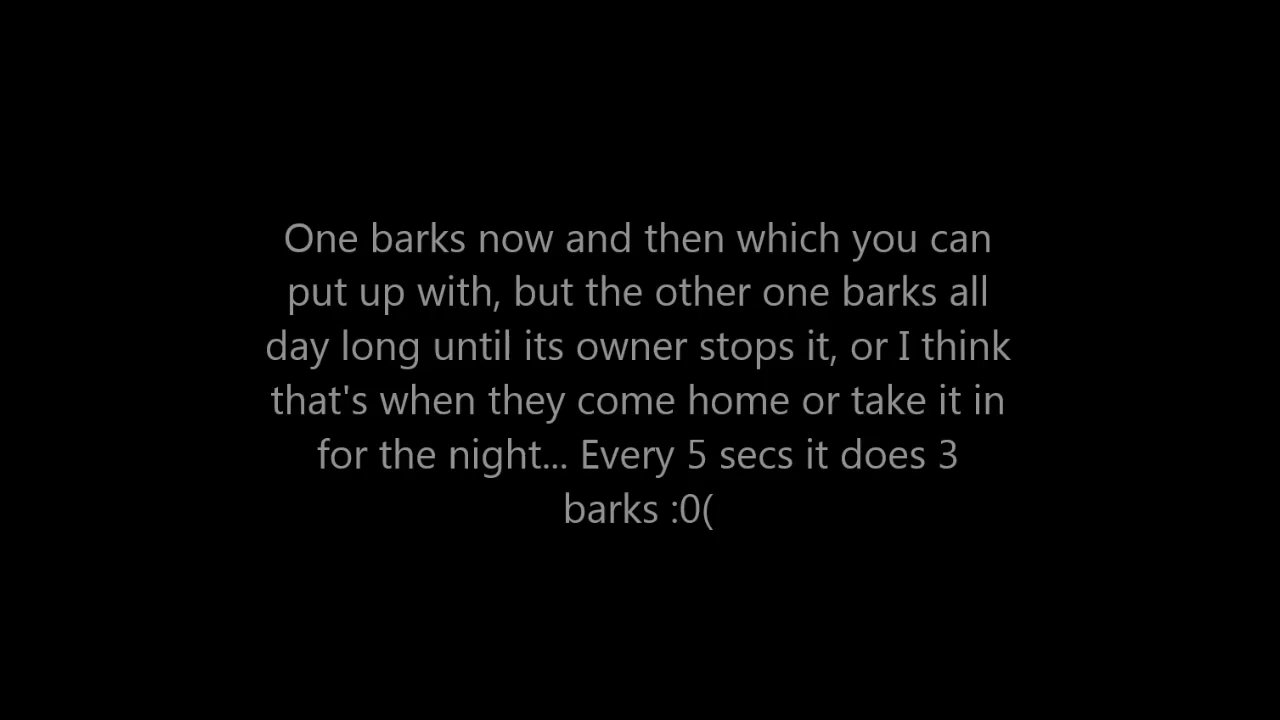 One barks now and then which you can
put up with, but the other one barks all
day long until its owner stops it, or I think
that's when they come home or take it in
for the night... Every 5 secs it does 3
barks :0(